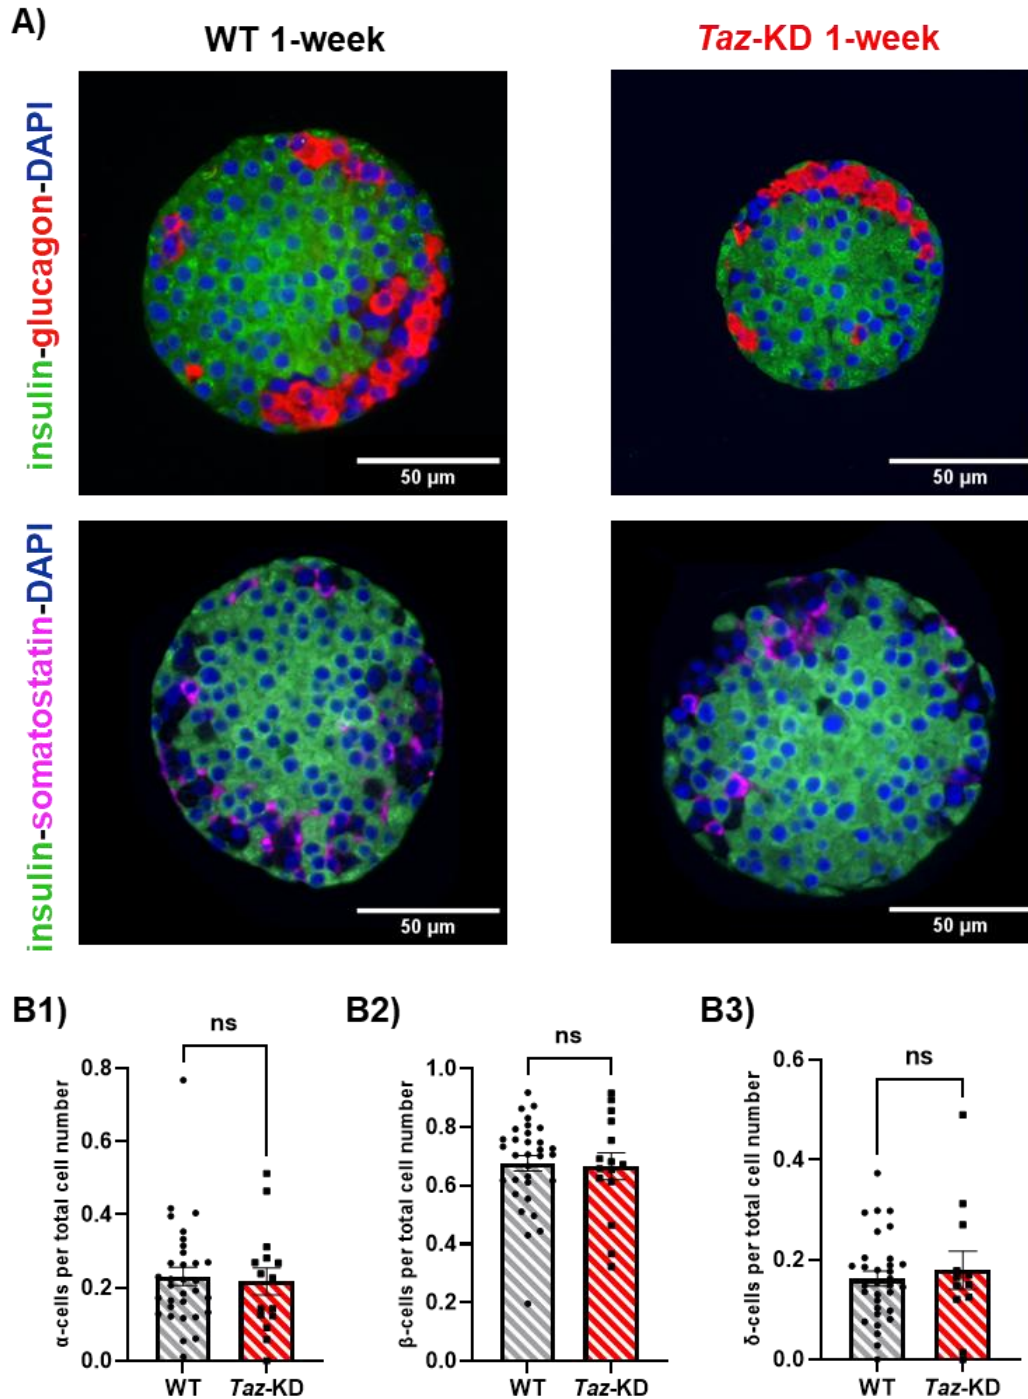 A)
WT 1-week
Taz-KD 1-week
insulin-glucagon-DAPI
50 µm
50 µm
insulin-somatostatin-DAPI
50 µm
50 µm
B1)
B2)
B3)
ns
ns
ns
α-cells per total cell number
0.8
0.6
0.4
0.2
0.0
WT
Taz-KD
β-cells per total cell number
1.0
0.8
0.6
0.4
0.2
0.0
WT
Taz-KD
δ-cells per total cell number
0.6
0.4
0.2
0.0
WT
Taz-KD